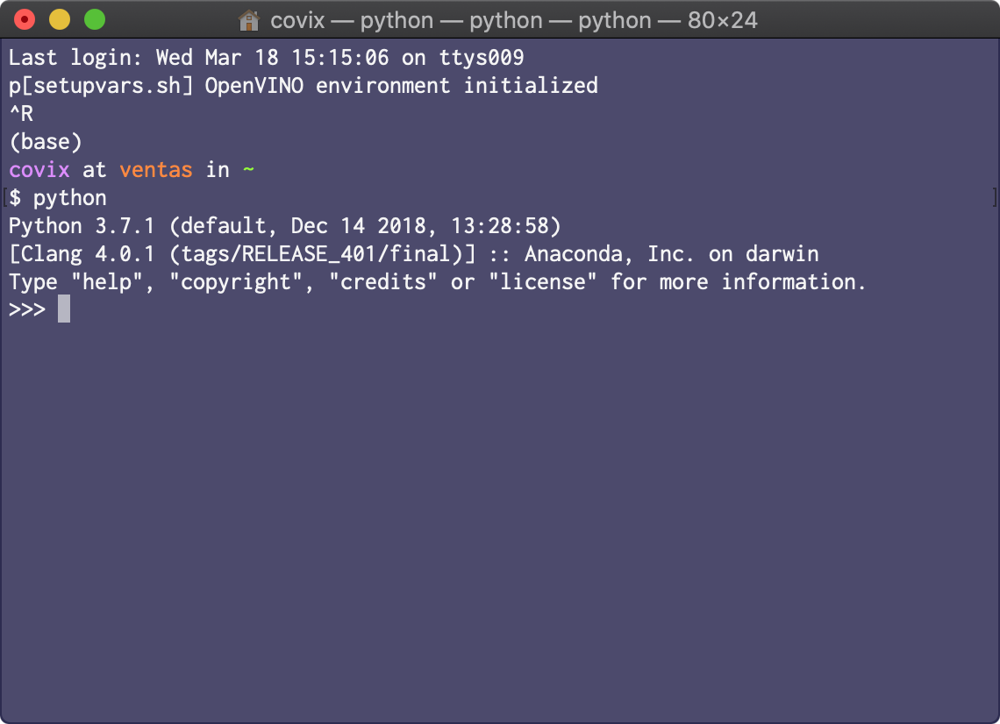 covix — python — python — python — 80×24
Last login: Wed Mar 18 15:15:06 on ttys009
p[setupvars.sh] OpenVINO environment initialized
^R
(base)
covix at ventas in ~
[$ python ]
Python 3.7.1 (default, Dec 14 2018, 13:28:58)
[Clang 4.0.1 (tags/RELEASE_401/final)] :: Anaconda, Inc. on darwin
Type "help", "copyright", "credits" or "license" for more information.
>>>